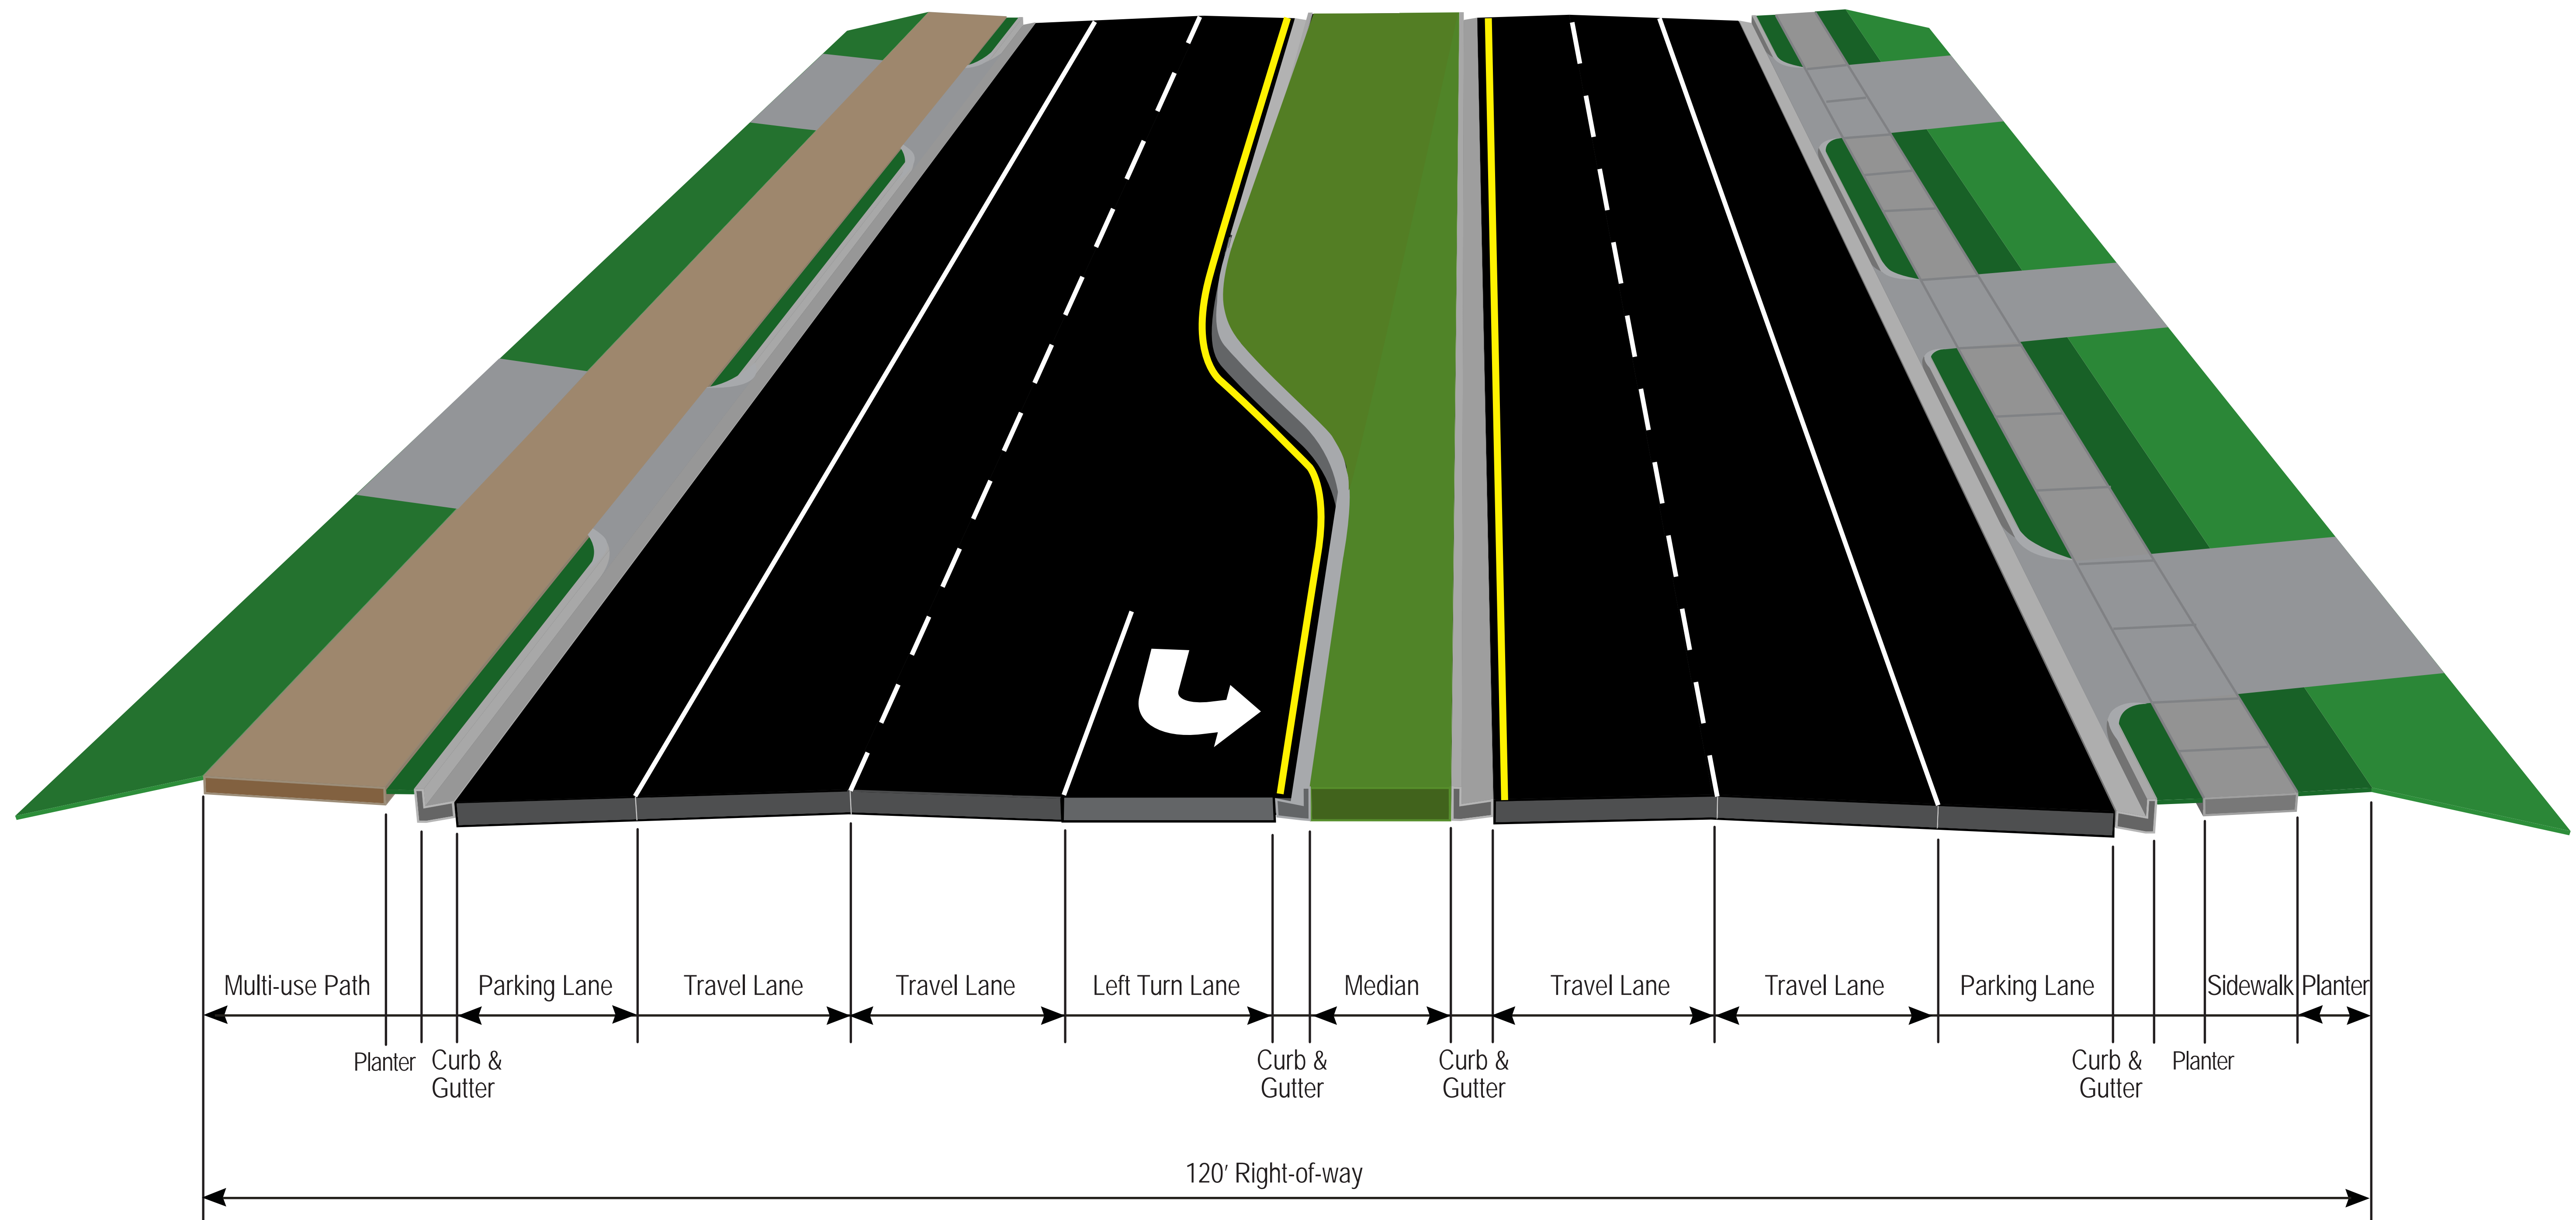 Multi-use Path
Parking Lane
Travel Lane
Travel Lane
Left Turn Lane
Median
Travel Lane
Travel Lane
Parking Lane
Sidewalk
Planter
Planter
Curb &
Gutter
Curb &
Gutter
Curb &
Gutter
Curb &
Gutter
Planter
120' Right-of-way